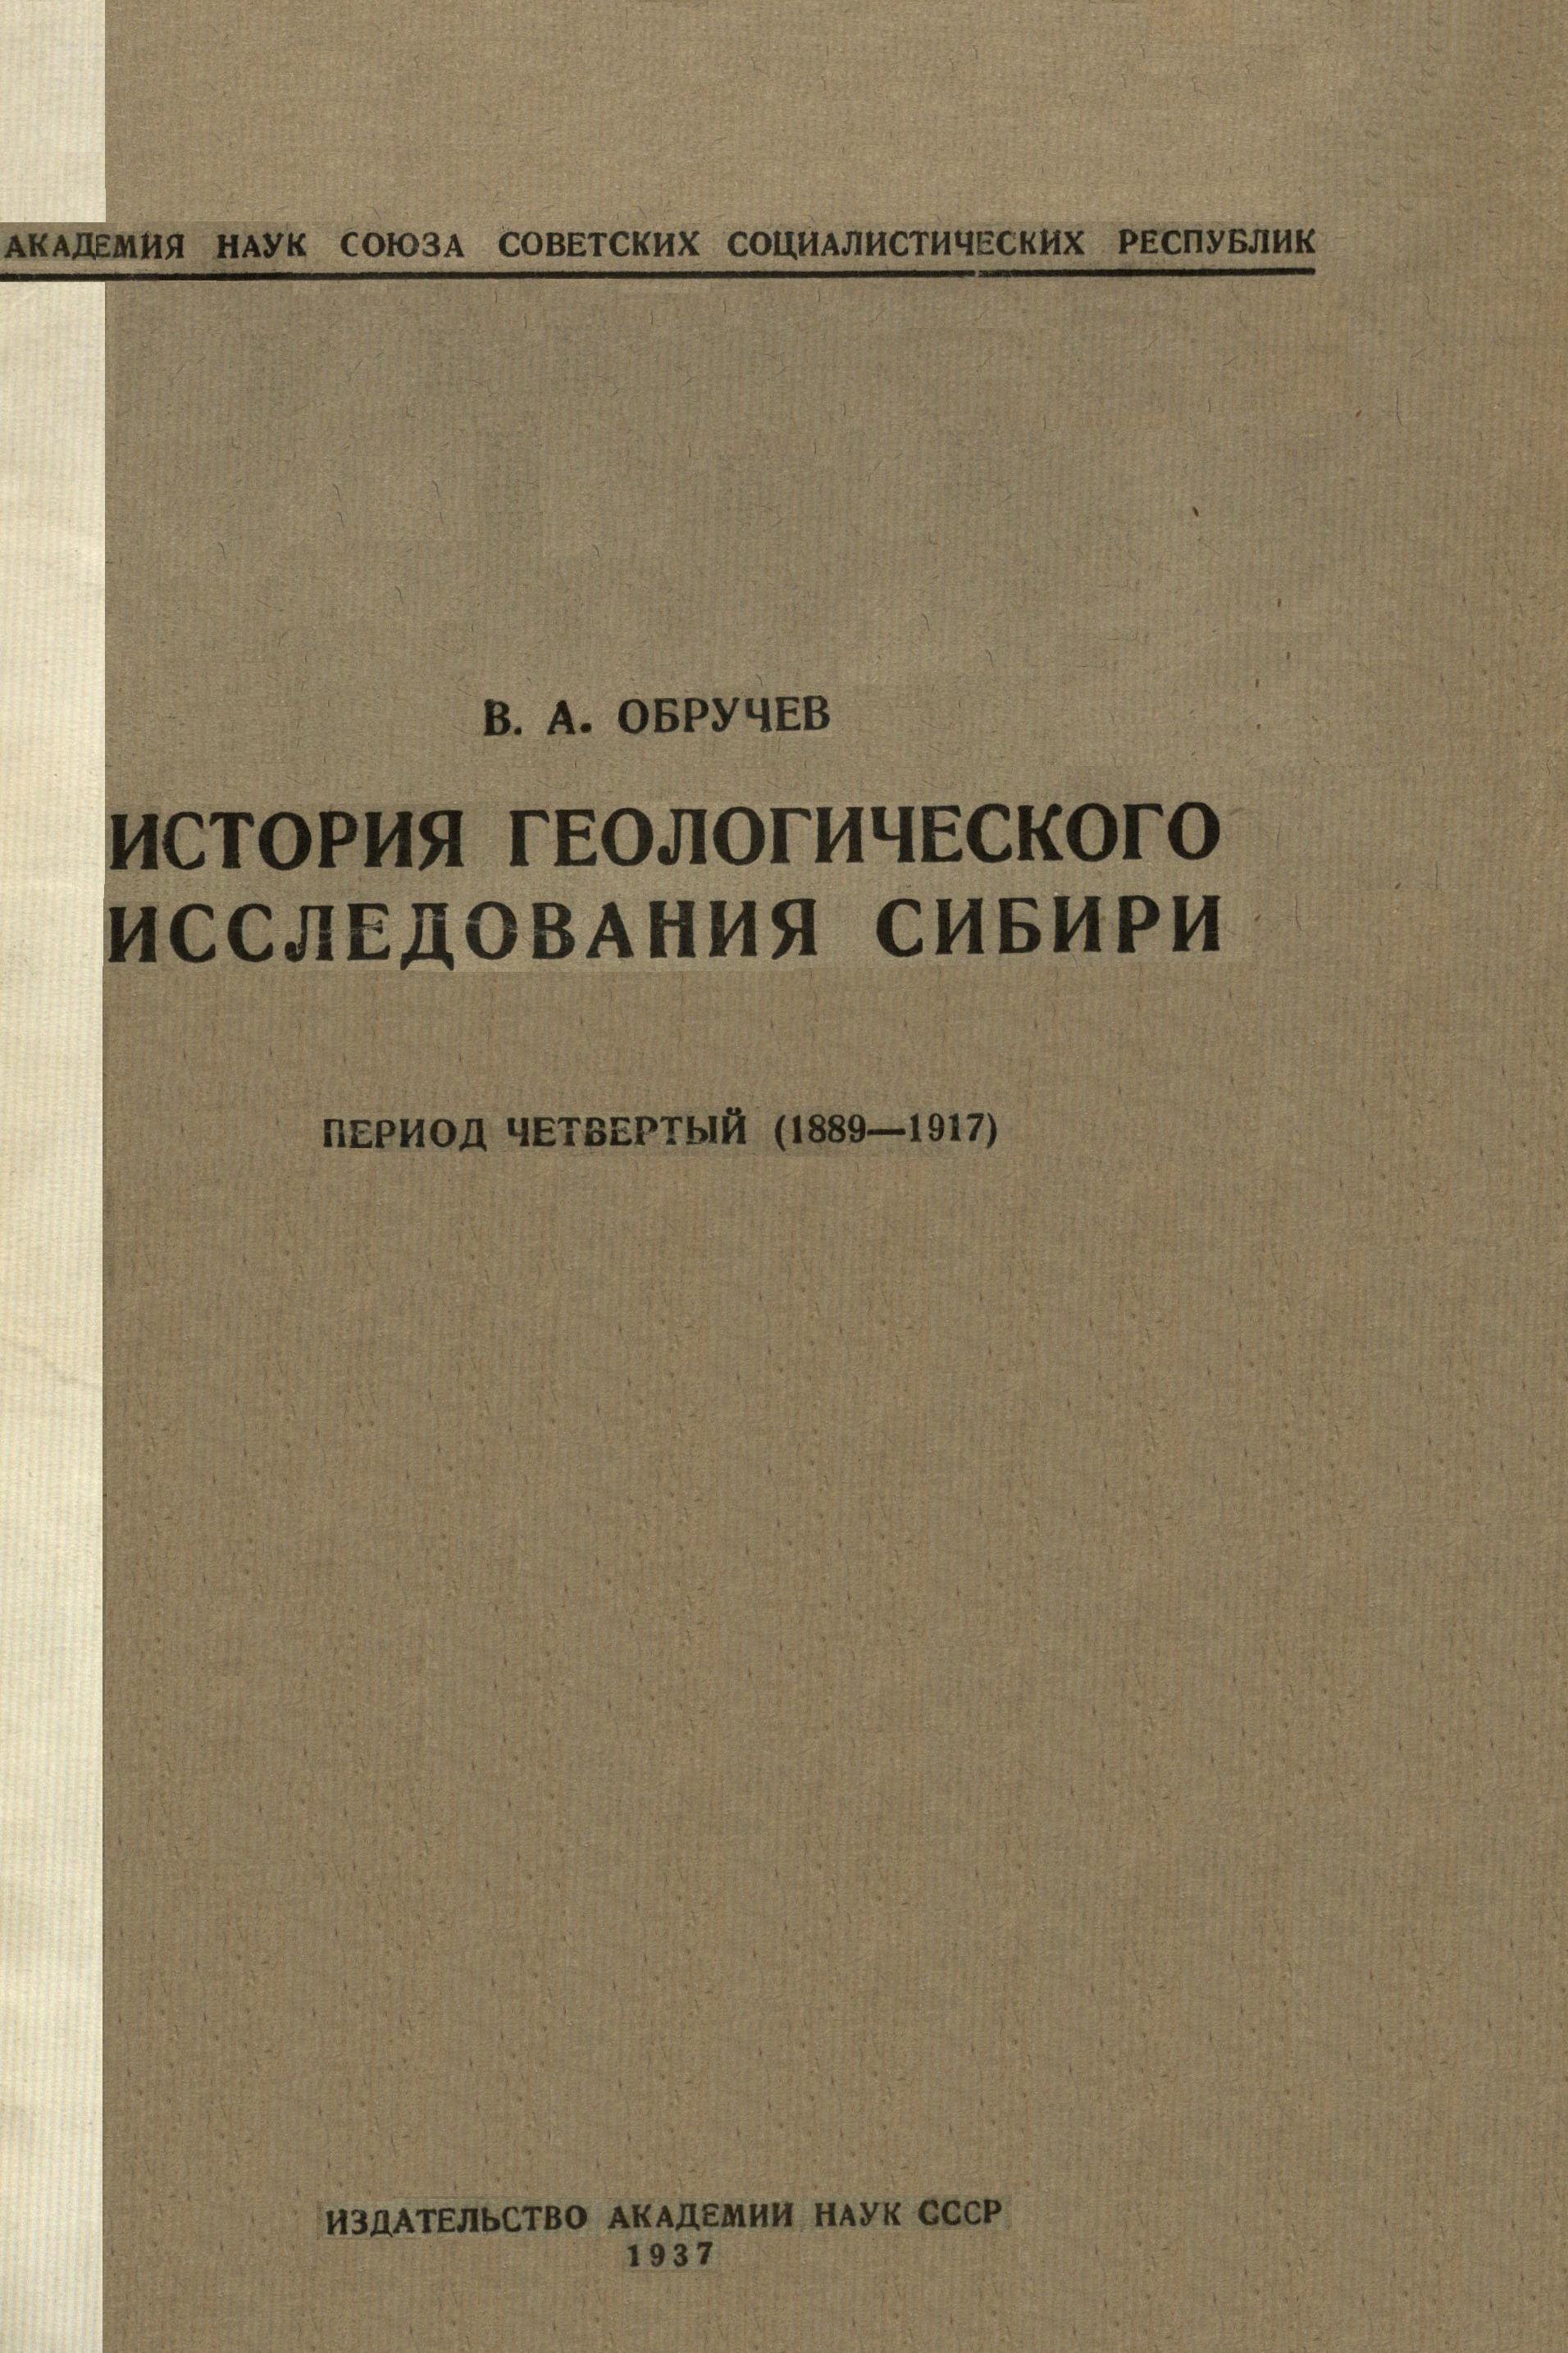 АКАДЕМИЯ НАУК СОЮЗА СОВЕТСКИХ СОЦИАЛИСТИЧЕСКИХ РЕСПУБЛИК
В. А. ОБРУЧЕВ
ИСТОРИЯ ГЕОЛОГИЧЕСКОГО
ИССЛЕДОВАНИЯ СИБИРИ
ПЕРИОД ЧЕТВЕРТЫЙ (1889—1917)
ИЗДАТЕЛЬСТВО АКАДЕМИИ НАУК СССР
1937